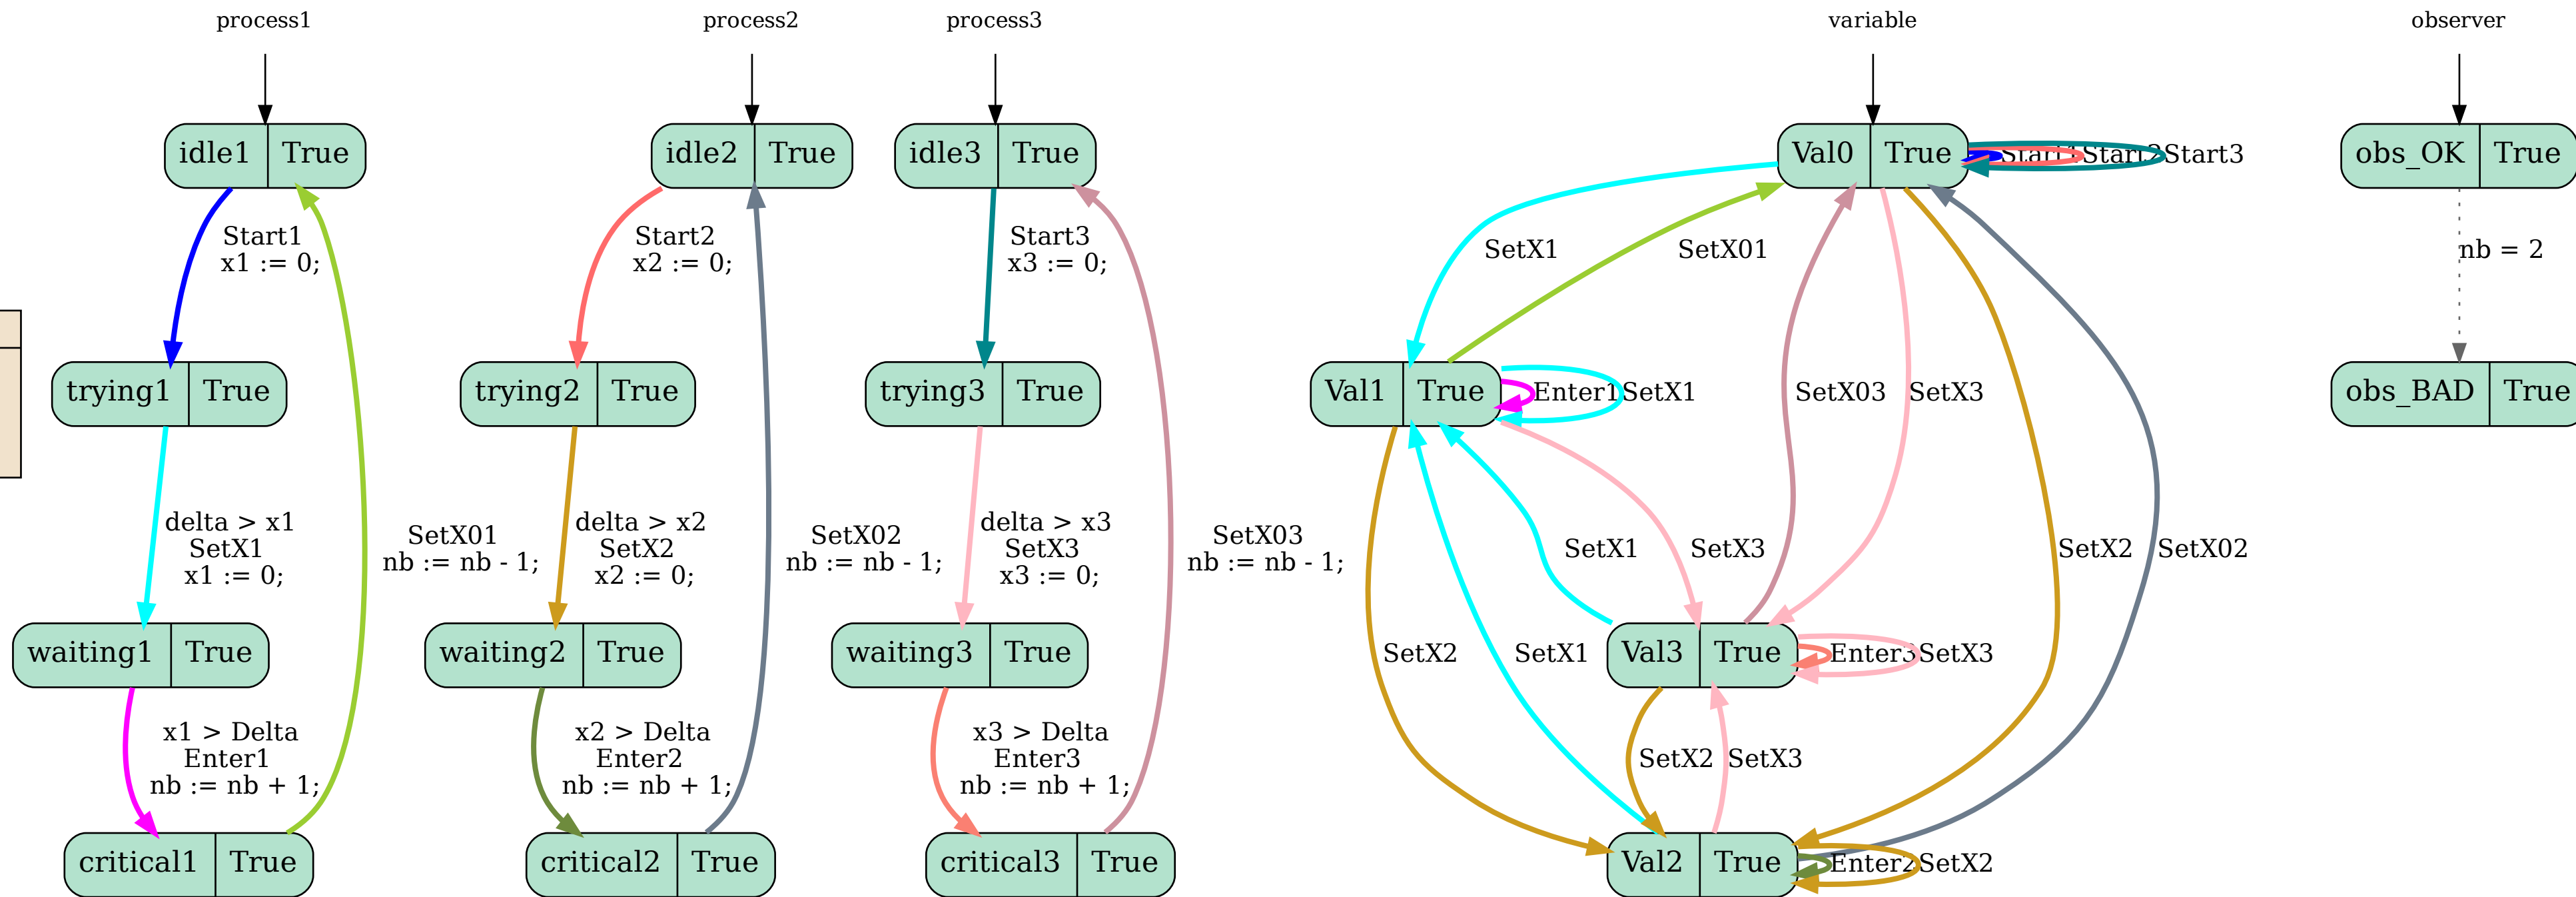 process1
process2
process3
variable
observer
idle1 True
idle2 True
idle3 True
Val0 True
Start1
Start2
Start3
obs_OK True
Start1
x1 := 0;
Start2
x2 := 0;
Start3
x3 := 0;
SetX1
SetX01
nb = 2
trying1 True
trying2 True
trying3 True
Val1 True
Enter1
SetX1
SetX03
SetX3
obs_BAD True
delta > x1
SetX1
x1 := 0;
SetX01
nb := nb - 1;
delta > x2
SetX2
x2 := 0;
SetX02
nb := nb - 1;
delta > x3
SetX3
x3 := 0;
SetX03
nb := nb - 1;
SetX1
SetX3
SetX2
SetX02
waiting1 True
waiting2 True
waiting3 True
SetX2
SetX1
Val3 True
Enter3
SetX3
x1 > Delta
Enter1
nb := nb + 1;
x2 > Delta
Enter2
nb := nb + 1;
x3 > Delta
Enter3
nb := nb + 1;
SetX2
SetX3
critical1 True
critical2 True
critical3 True
Val2 True
Enter2
SetX2